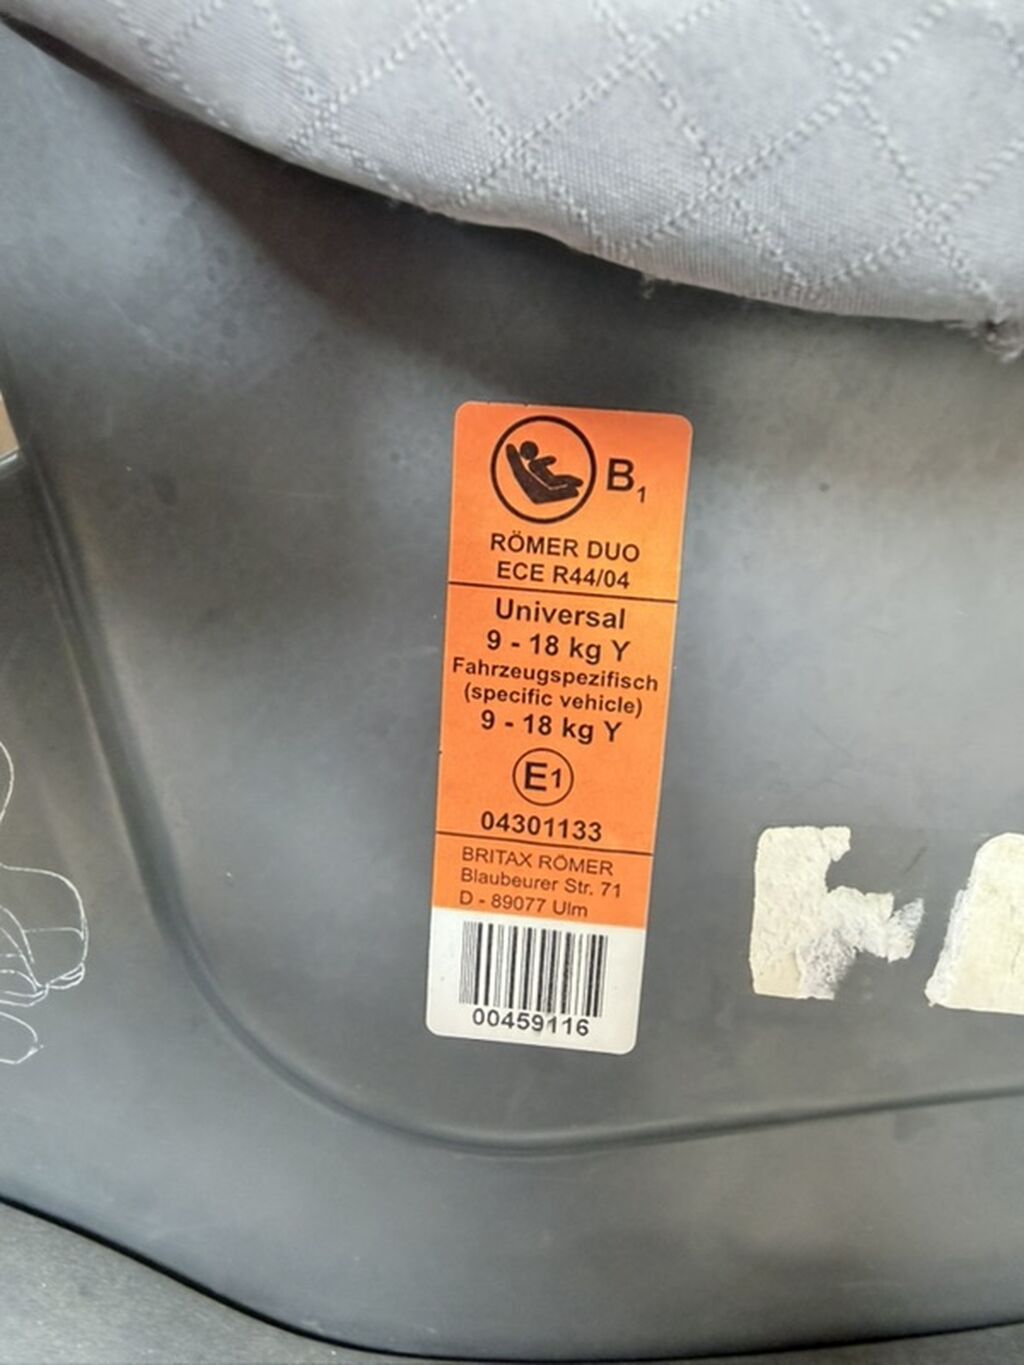 B1
RÖMER DUO
ECE R44/04
Universal
9 - 18 kg Y
Fahrzeugspezifisch
(specific vehicle)
9 - 18 kg Y
E1
04301133
BRITAX RÖMER
Blaubeurer Str. 71
D - 89077 Ulm
00459116